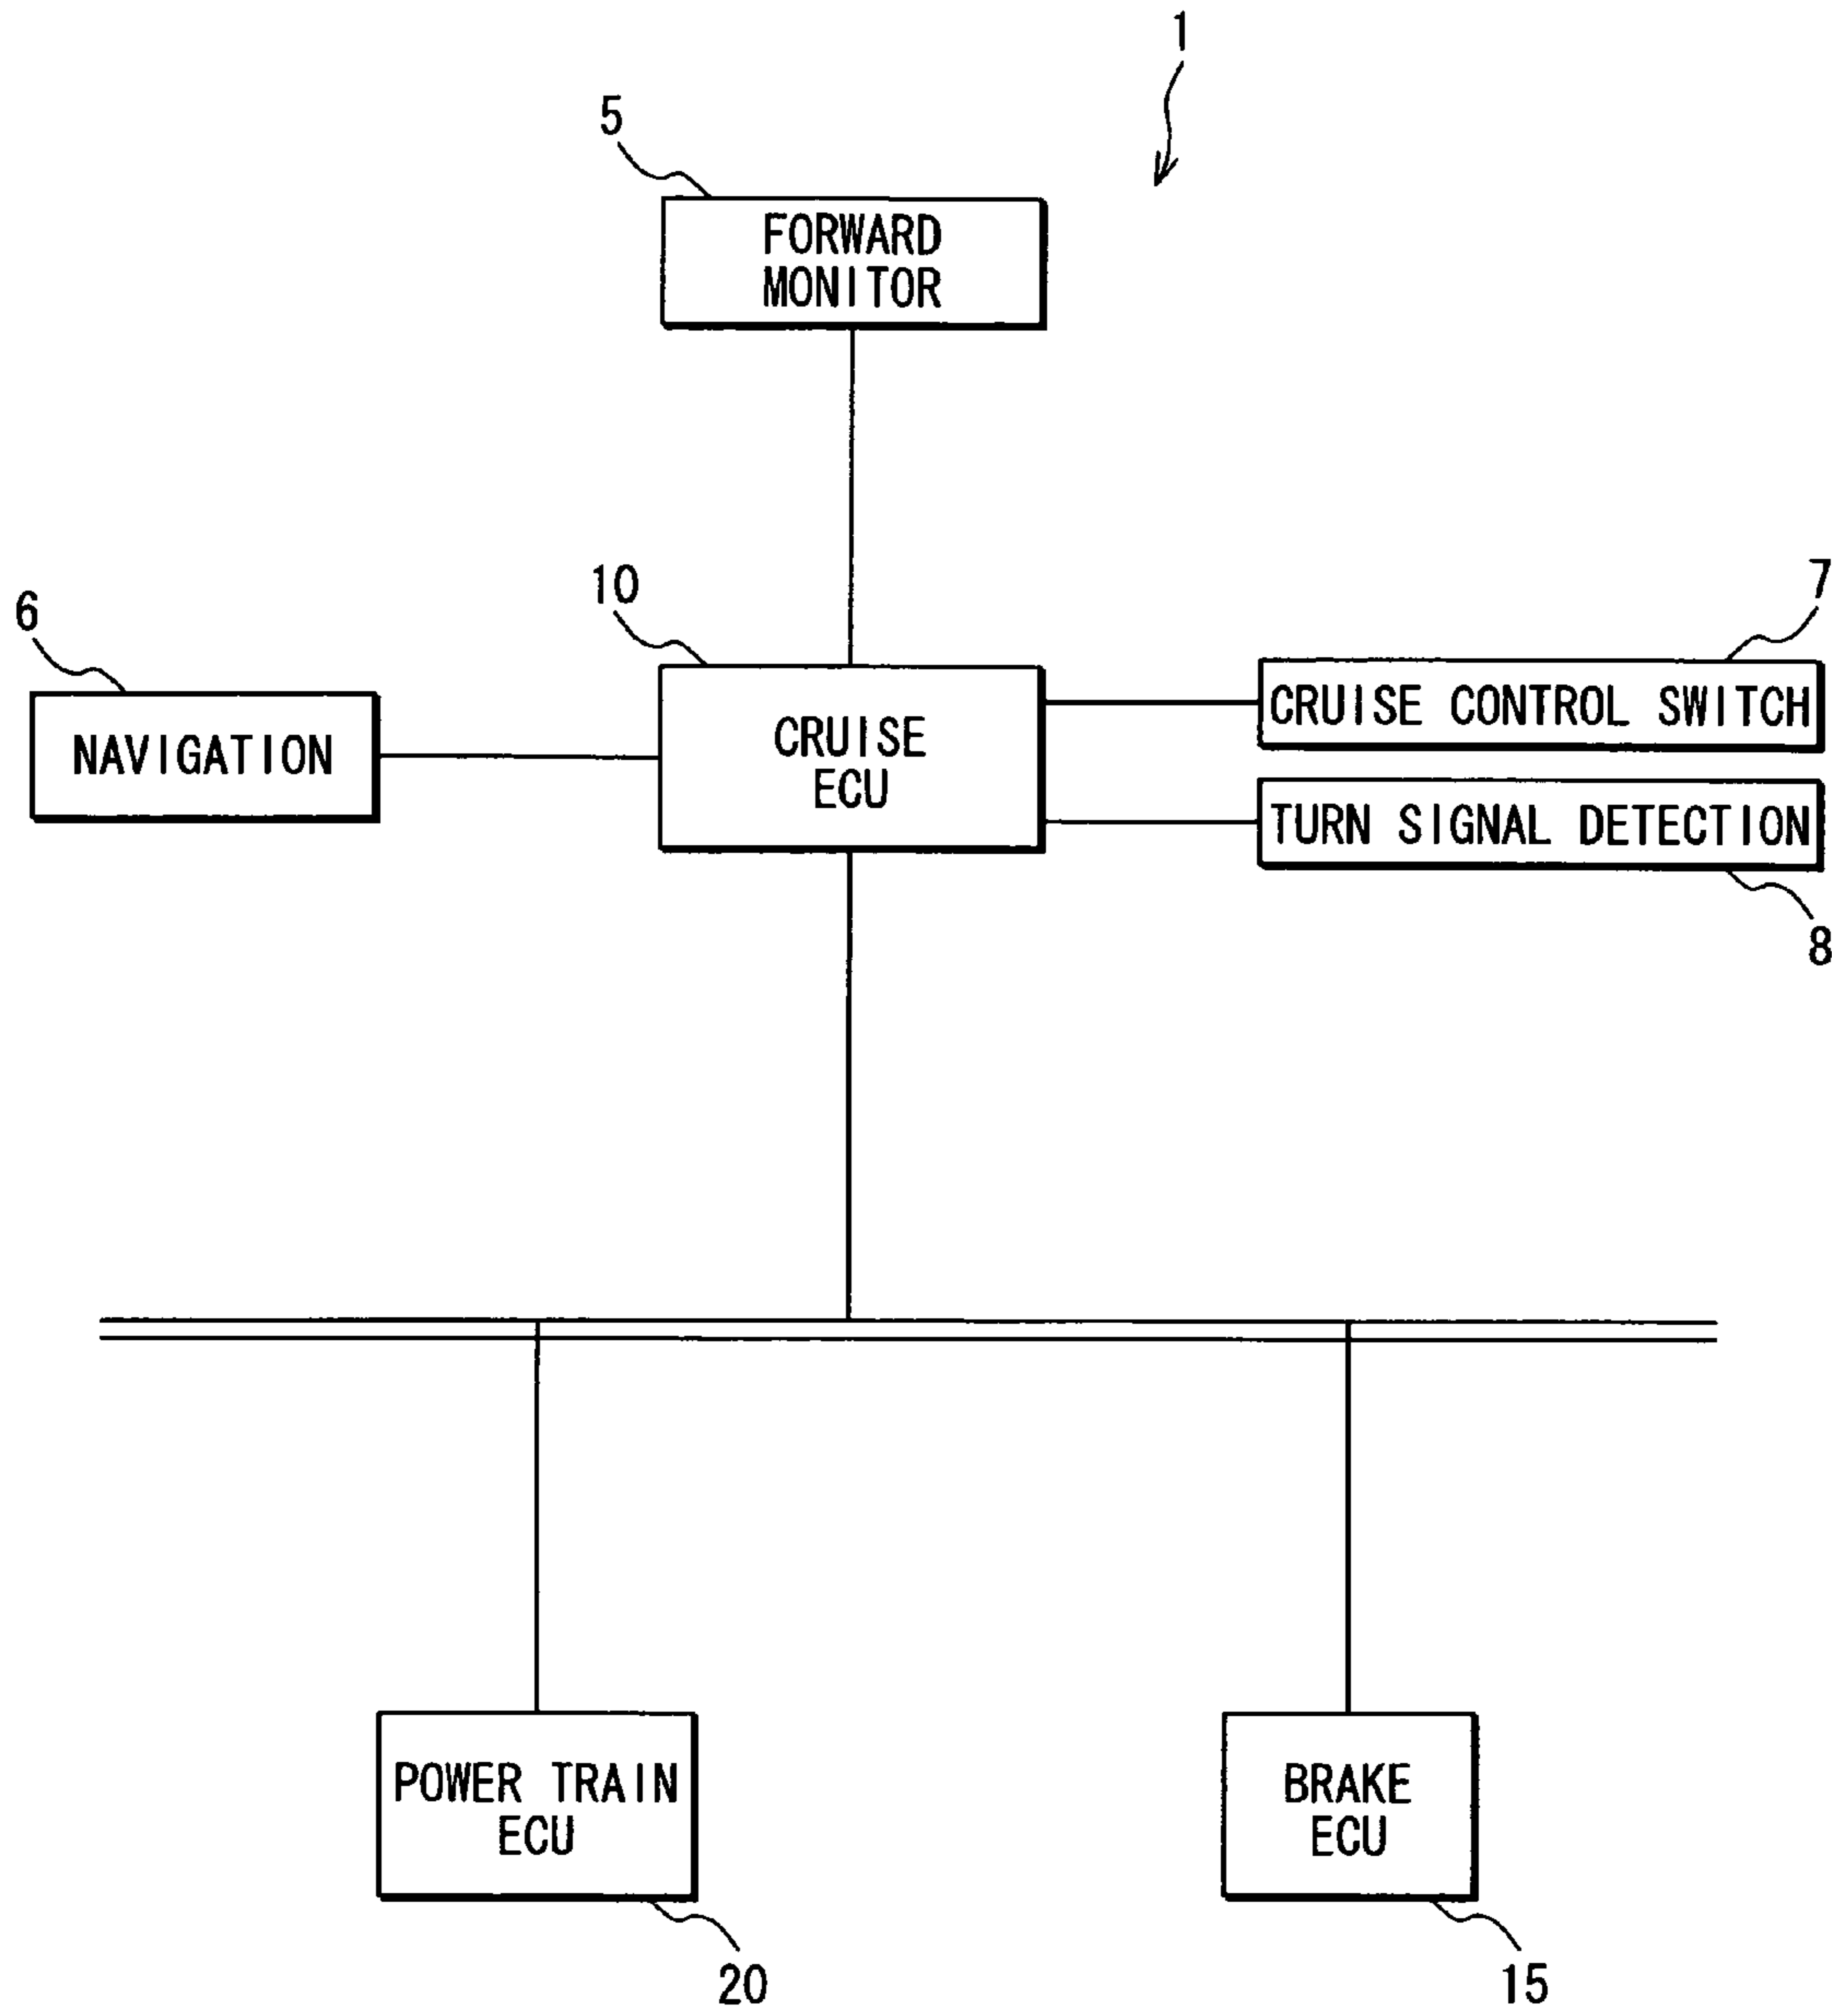 1
5
FORWARD
MONITOR
10
7
6
CRUISE CONTROL SWITCH
NAVIGATION
CRUISE
ECU
TURN SIGNAL DETECTION
8
POWER TRAIN
ECU
BRAKE
ECU
20
15